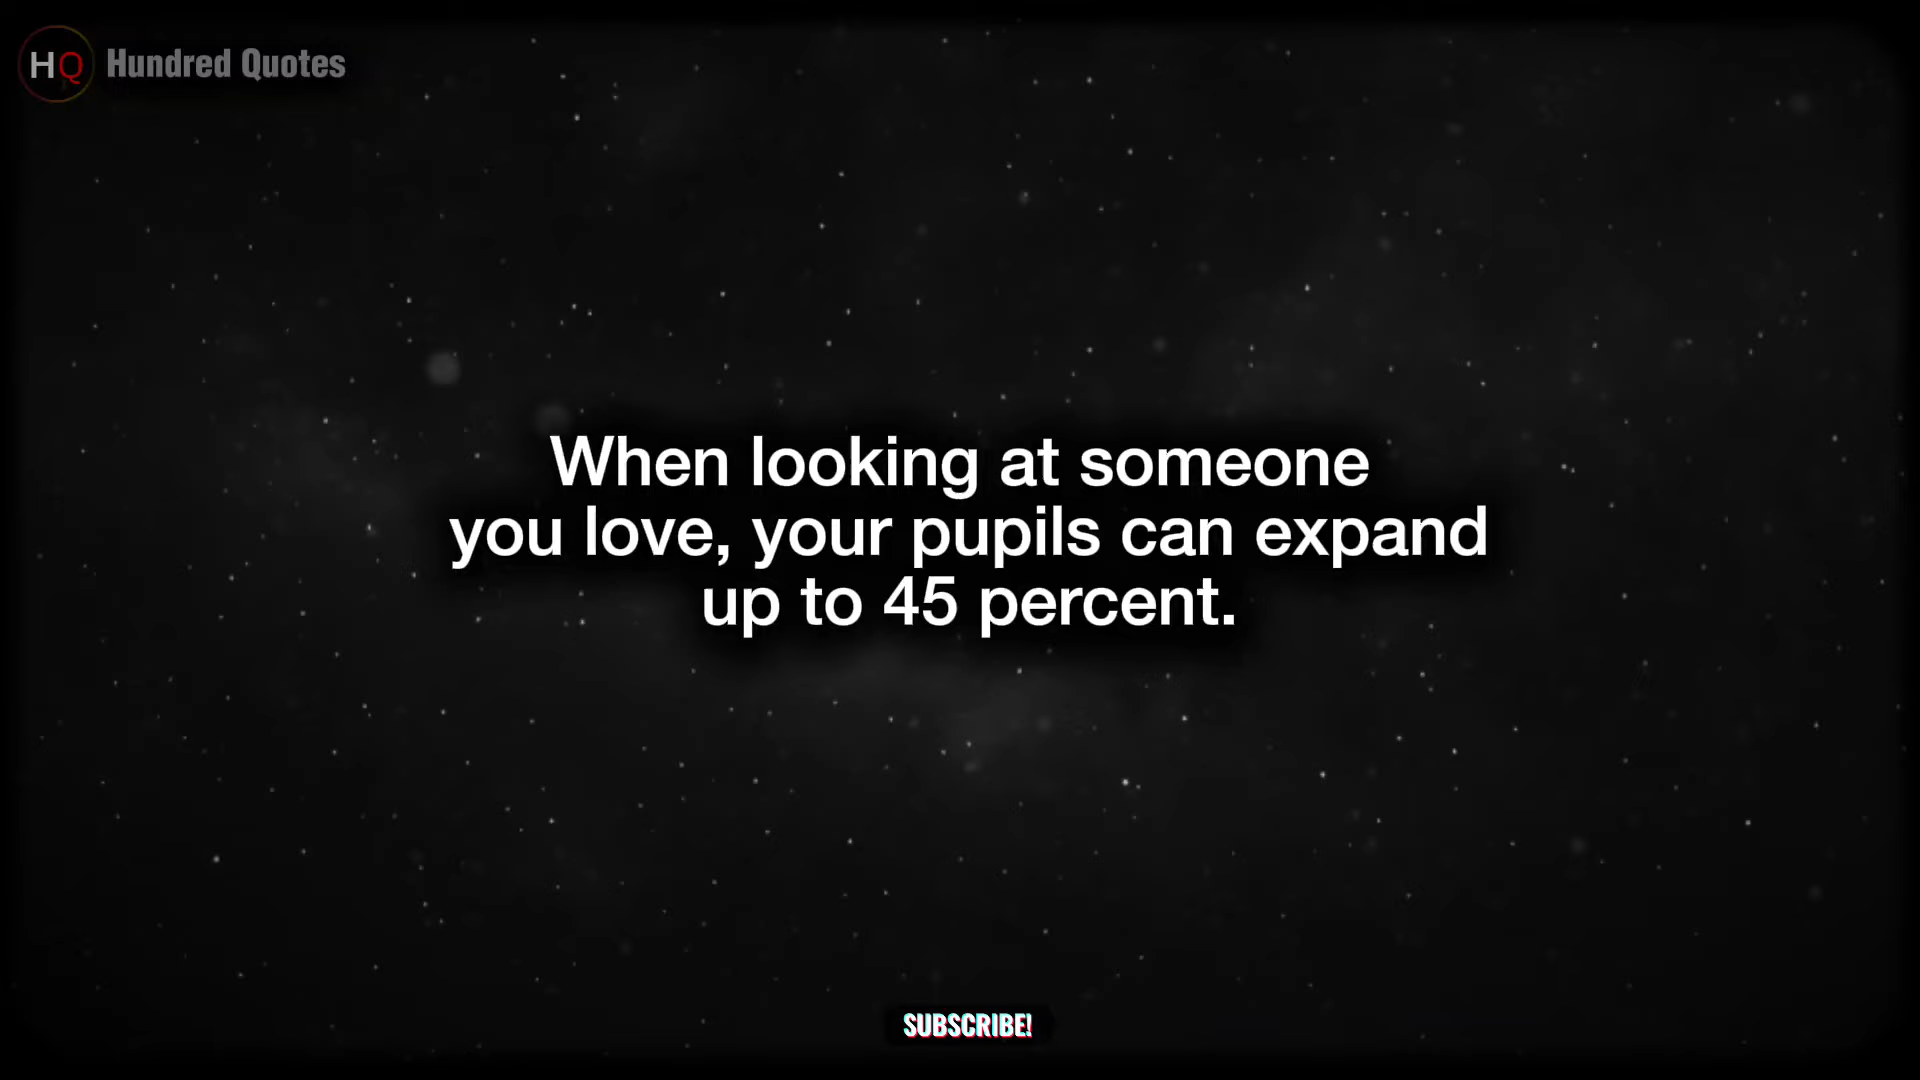 HQ Hundred Quotes
When looking at someone
you love, your pupils can expand
up to 45 percent.
SUBSCRIBE!